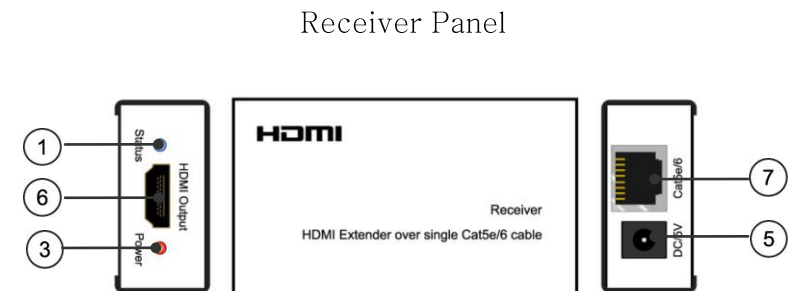 Receiver Panel
1
Status
6
HDMI Output
3
Power
HDMI
Receiver
HDMI Extender over single Cat5e/6 cable
7
Cat5e/6
5
DC/5V